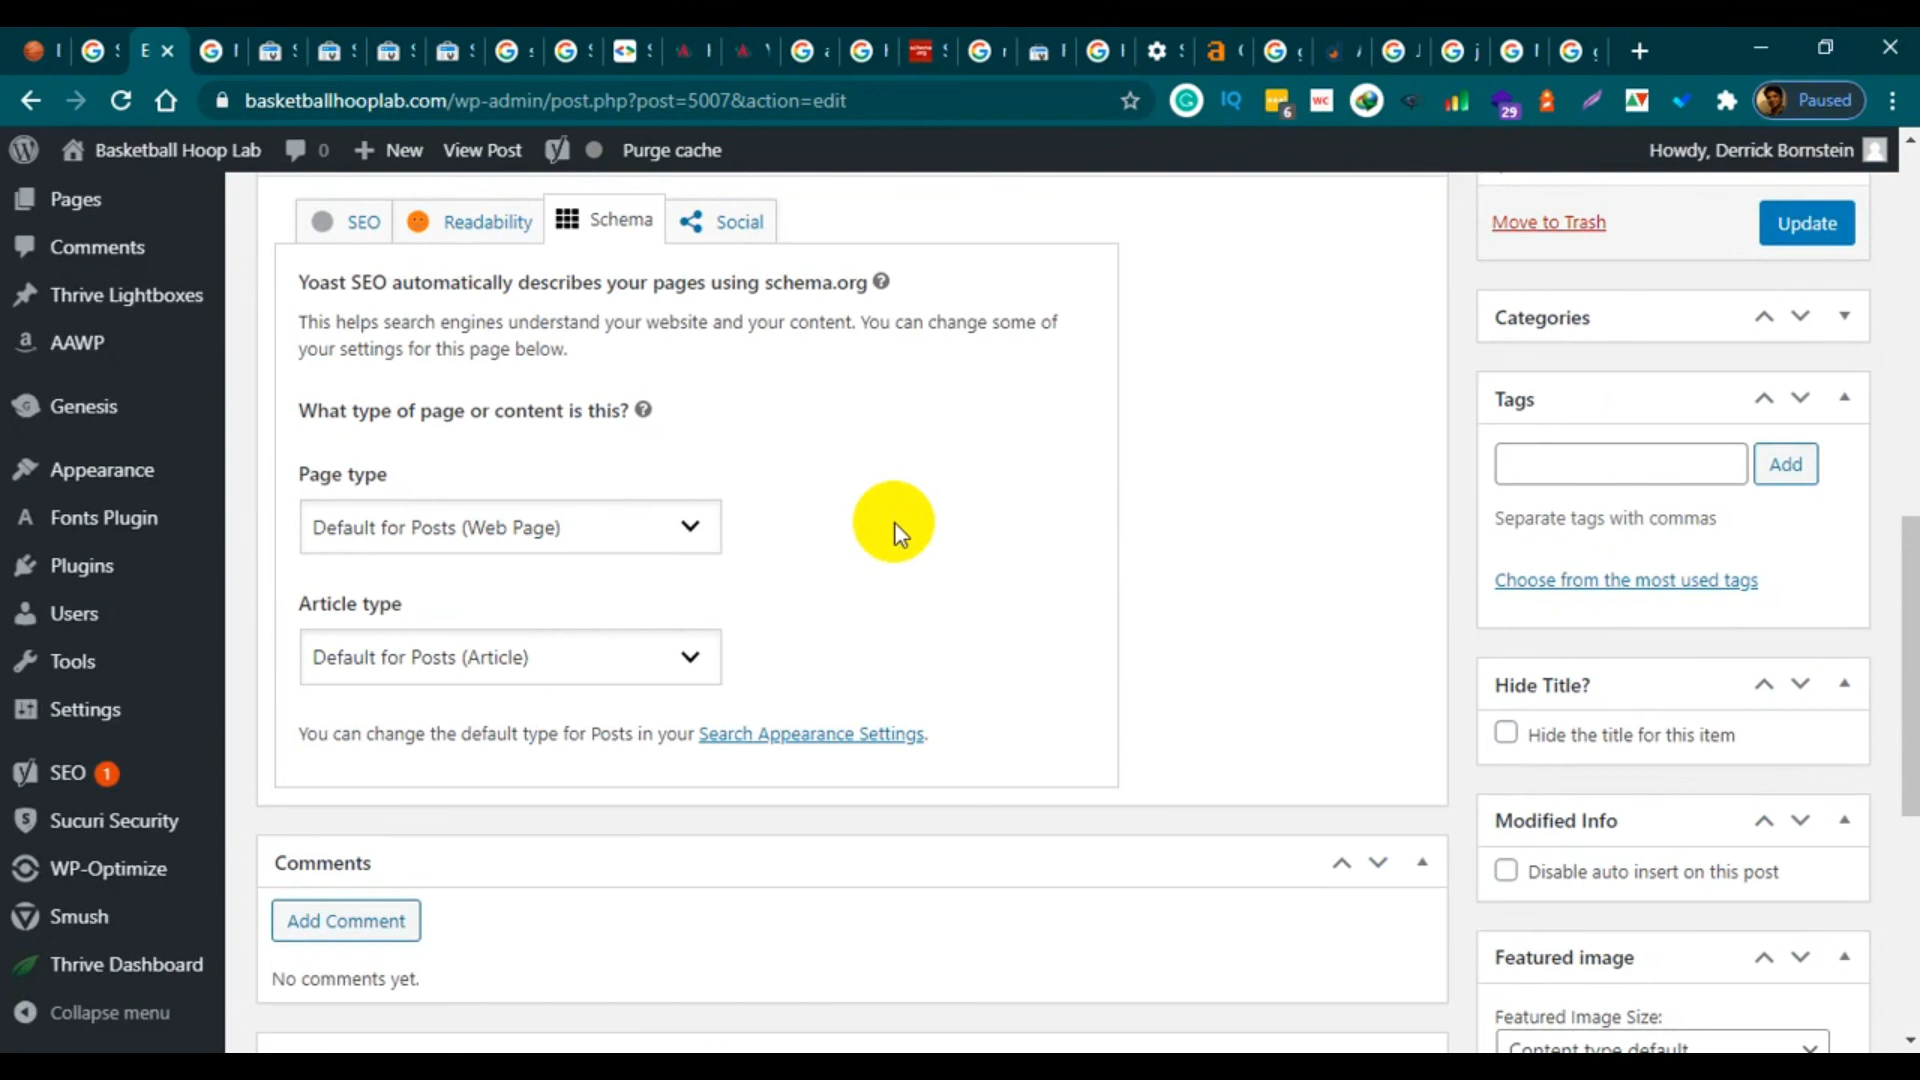 basketballhooplab.com/wp-admin/post.php?post=5007&action=edit
6
WC
29
Paused
Basketball Hoop Lab
0
New
View Post
Purge cache
Howdy, Derrick Bornstein
Pages
Comments
Thrive Lightboxes
AAWP
Genesis
Appearance
Fonts Plugin
Plugins
Users
Tools
Settings
SEO 1
Sucuri Security
WP-Optimize
Smush
Thrive Dashboard
Collapse menu
SEO
Readability
Schema
Social
Yoast SEO automatically describes your pages using schema.org
This helps search engines understand your website and your content. You can change some of
your settings for this page below.
What type of page or content is this?
Page type
Default for Posts (Web Page)
Article type
Default for Posts (Article)
You can change the default type for Posts in your Search Appearance Settings.
Comments
Add Comment
No comments yet.
Move to Trash
Update
Categories
Tags
Add
Separate tags with commas
Choose from the most used tags
Hide Title?
Hide the title for this item
Modified Info
Disable auto insert on this post
Featured image
Featured Image Size:
Content type default